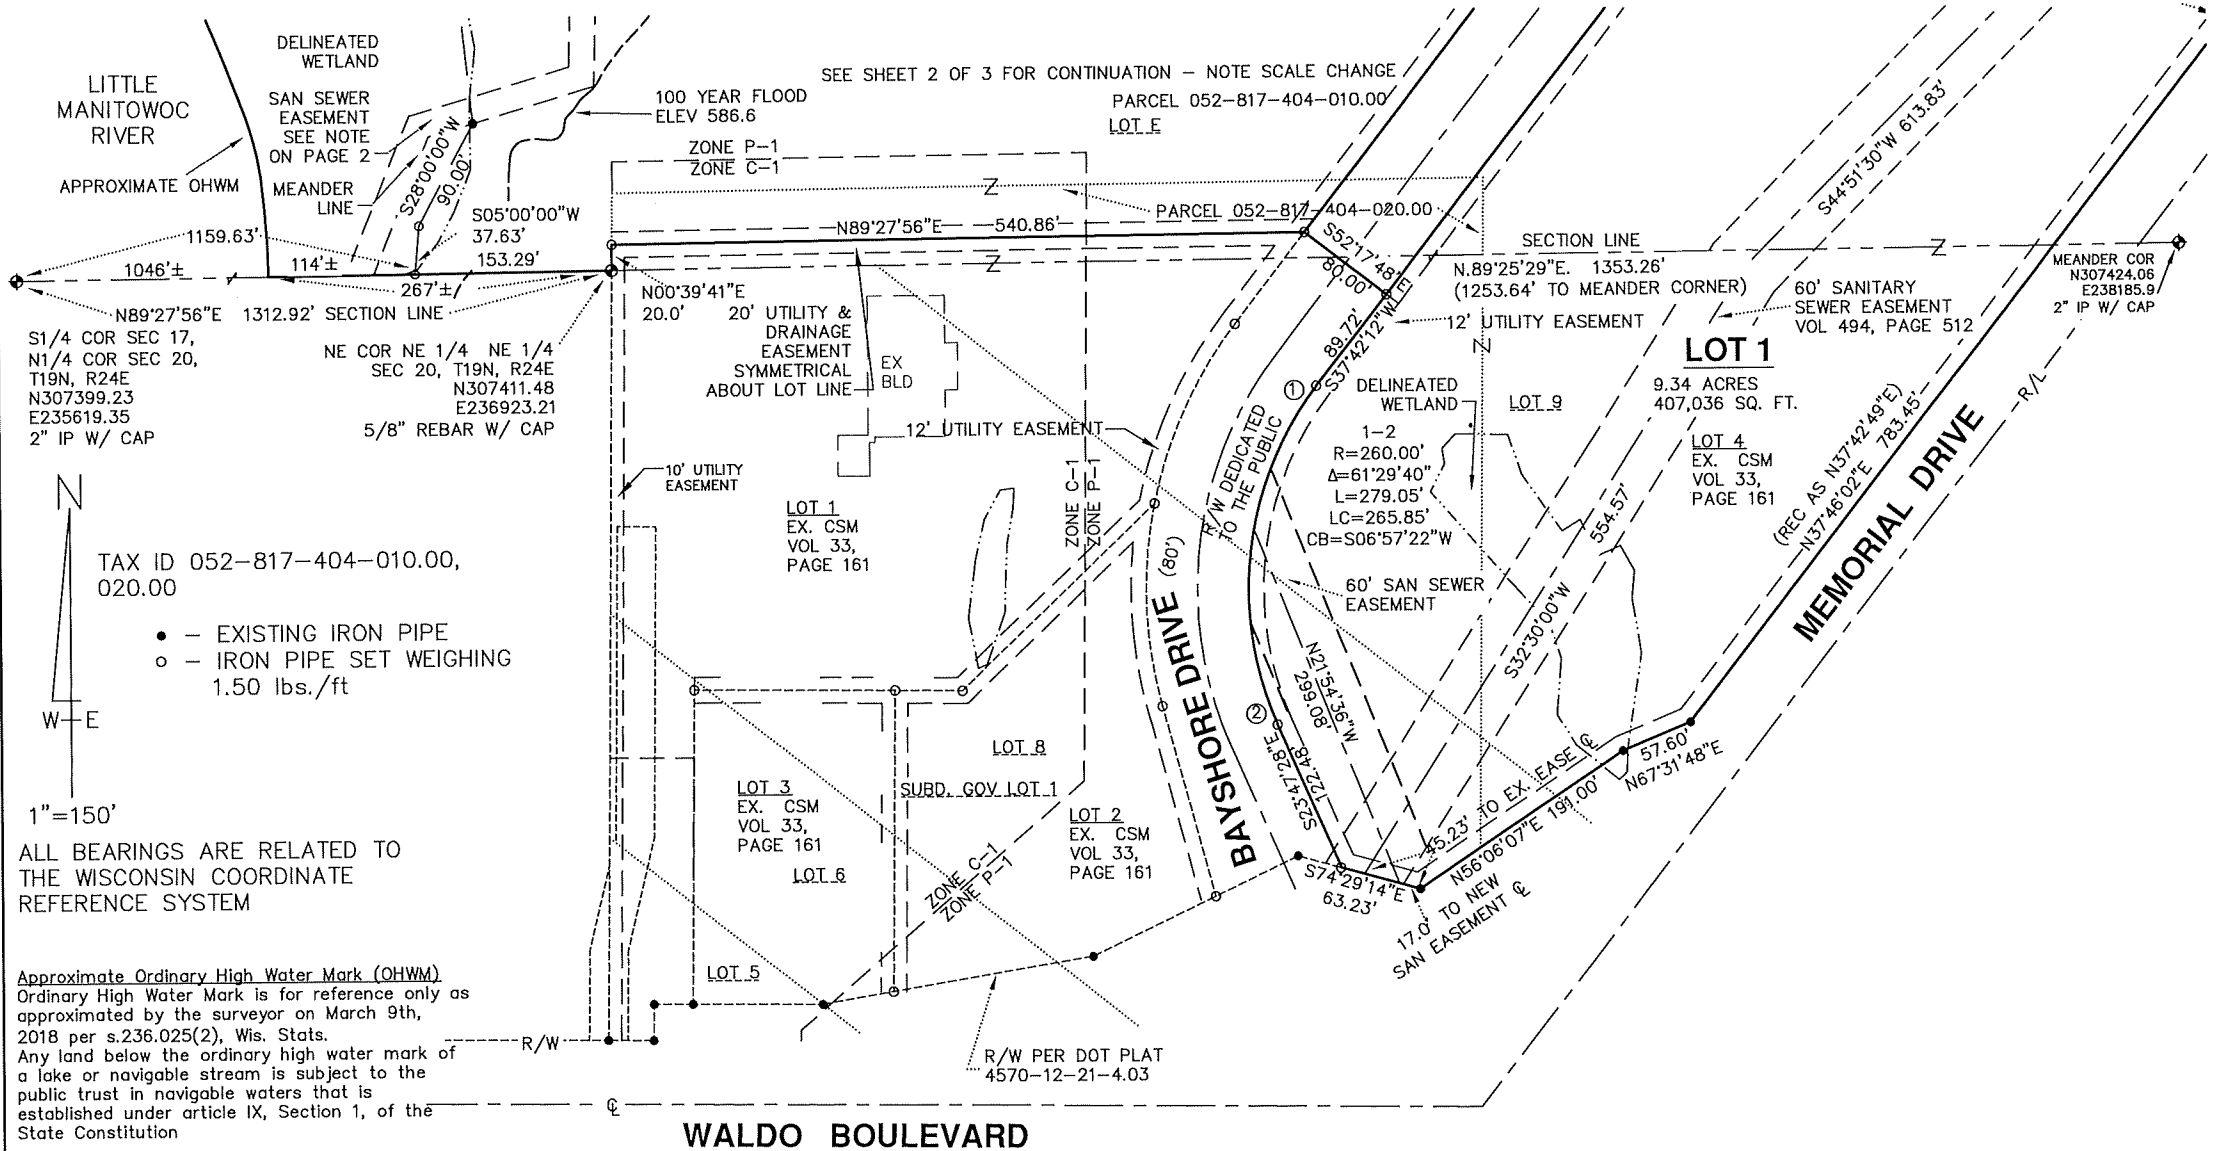 DELINEATED
WETLAND
LITTLE
MANITOWOC
RIVER
SAN SEWER
EASEMENT
SEE NOTE
ON PAGE 2
APPROXIMATE OHWM
MEANDER
LINE
S28°00'00"W
90.00'
S05°00'00"W
37.63'
100 YEAR FLOOD
ELEV 586.6
SEE SHEET 2 OF 3 FOR CONTINUATION – NOTE SCALE CHANGE
PARCEL 052–817–404–010.00
LOT E
ZONE P–1
ZONE C–1
Z
PARCEL 052–817–404–020.00
N89°27'56"E
540.86'
1159.63'
1046'±
114'±
153.29'
267'±
Z
N89°27'56"E 1312.92' SECTION LINE
S1/4 COR SEC 17,
N1/4 COR SEC 20,
T19N, R24E
N307399.23
E235619.35
2" IP W/ CAP
NE COR NE 1/4 NE 1/4
SEC 20, T19N, R24E
N307411.48
E236923.21
5/8" REBAR W/ CAP
N00°39'41"E
20.0'
20' UTILITY &
DRAINAGE
EASEMENT
SYMMETRICAL
ABOUT LOT LINE
EX
BLD
12' UTILITY EASEMENT
10' UTILITY
EASEMENT
S52°17'48"E
80.00'
SECTION LINE
Z
N.89°25'29"E. 1353.26'
(1253.64' TO MEANDER CORNER)
MEANDER COR
N307424.06
E238185.9
2" IP W/ CAP
S44°51'30"W 613.83'
60' SANITARY
SEWER EASEMENT
VOL 494, PAGE 512
12' UTILITY EASEMENT
Z
89.72'
S37°42'12"W
1
DELINEATED
WETLAND
1–2
R=260.00'
Δ=61°29'40"
L=279.05'
LC=265.85'
CB=S06°57'22"W
LOT 9
LOT 1
9.34 ACRES
407,036 SQ. FT.
LOT 4
EX. CSM
VOL 33,
PAGE 161
(REC AS N37°42'49"E)
N37°46'02"E 783.45'
MEMORIAL DRIVE
R/L
R/W DEDICATED
TO THE PUBLIC
ZONE C–1
ZONE P–1
LOT 1
EX. CSM
VOL 33,
PAGE 161
N
W E
1"=150'
TAX ID 052–817–404–010.00,
020.00
● – EXISTING IRON PIPE
○ – IRON PIPE SET WEIGHING
1.50 lbs./ft
ALL BEARINGS ARE RELATED TO
THE WISCONSIN COORDINATE
REFERENCE SYSTEM
BAYSHORE DRIVE (80')
60' SAN SEWER
EASEMENT
554.57'
S32°30'00"W
N21°54'36"W
299.08'
2
S23°47'28"E
122.48'
LOT 8
SUBD. GOV LOT 1
LOT 3
EX. CSM
VOL 33,
PAGE 161
LOT 6
LOT 2
EX. CSM
VOL 33,
PAGE 161
ZONE C–1
ZONE P–1
LOT 5
45.23' TO EX. EASE ℄
57.60'
N67°31'48"E
N56°06'07"E 191.00'
S74°29'14"E
63.23'
17.0' TO NEW
SAN EASEMENT ℄
Approximate Ordinary High Water Mark (OHWM)
Ordinary High Water Mark is for reference only as
approximated by the surveyor on March 9th,
2018 per s.236.025(2), Wis. Stats.
Any land below the ordinary high water mark of
a lake or navigable stream is subject to the
public trust in navigable waters that is
established under article IX, Section 1, of the
State Constitution
R/W
R/W PER DOT PLAT
4570–12–21–4.03
℄
WALDO BOULEVARD